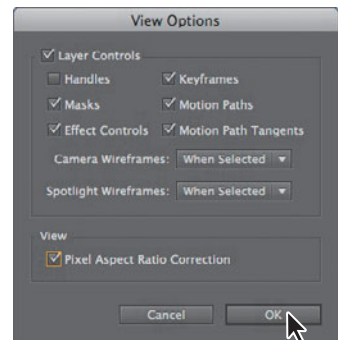 View Options
Layer Controls
Handles
Keyframes
Masks
Motion Paths
Effect Controls
Motion Path Tangents
Camera Wireframes: When Selected
Spotlight Wireframes: When Selected
View
Pixel Aspect Ratio Correction
Cancel
OK